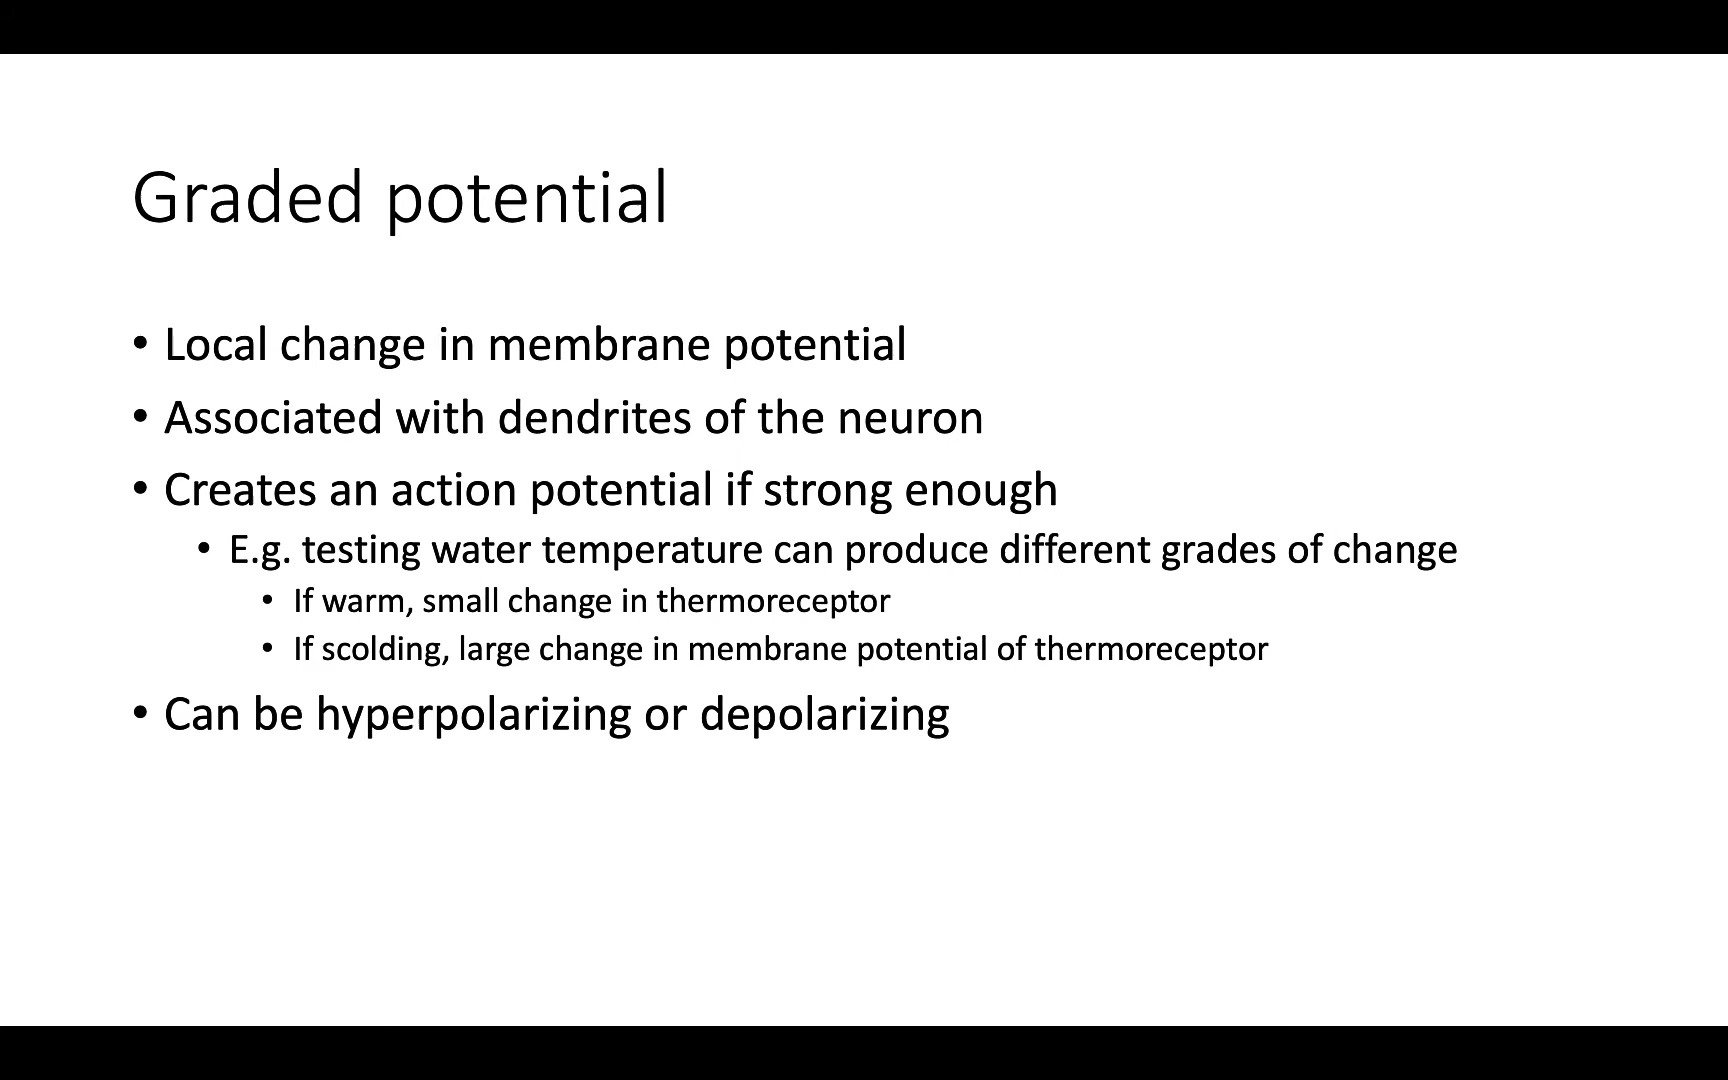 Graded potential
• Local change in membrane potential
• Associated with dendrites of the neuron
• Creates an action potential if strong enough
• E.g. testing water temperature can produce different grades of change
• If warm, small change in thermoreceptor
• If scolding, large change in membrane potential of thermoreceptor
• Can be hyperpolarizing or depolarizing